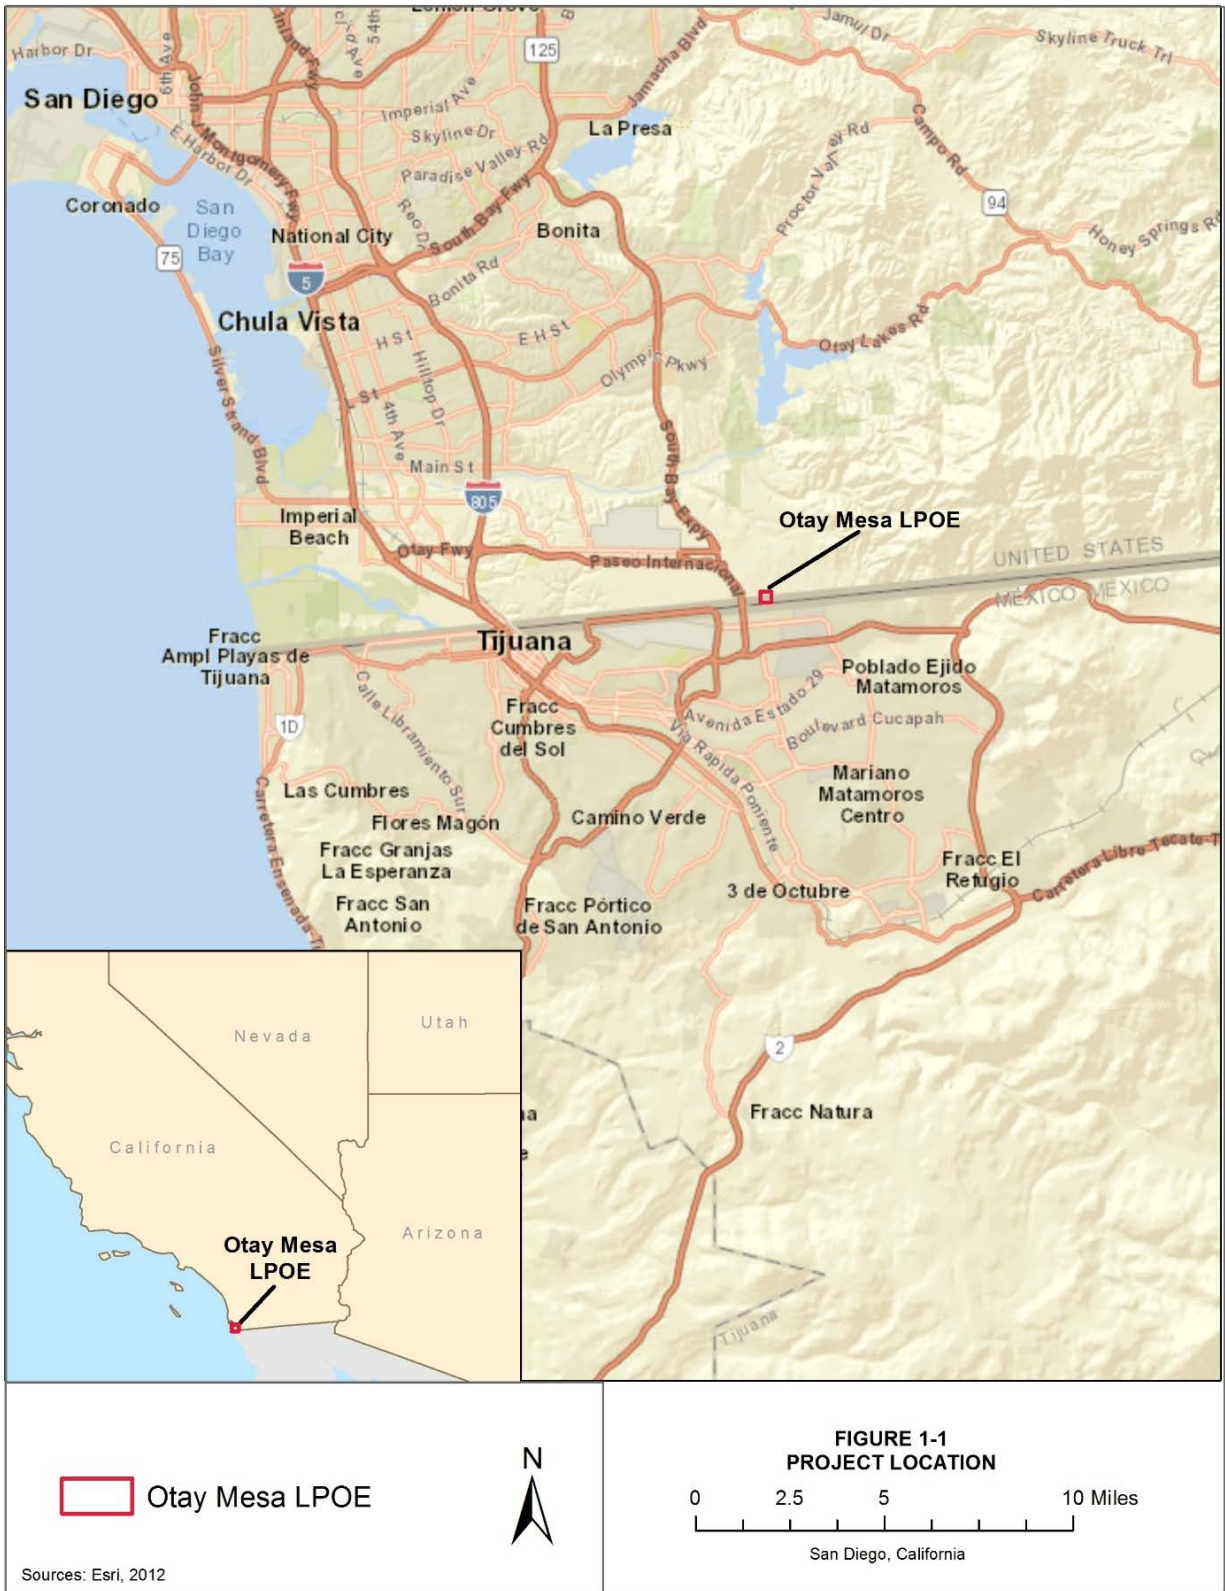 Lemon Grove
Harbor Dr
6th Ave
Inland Fwy
54th
125
Jamacha Blvd
Jamul Dr
Skyline Truck Trl
San Diego
John J Montgomery Fwy
E Harbor Dr
Imperial Ave
Skyline Dr
Paradise Valley Rd
La Presa
Proctor Valley Rd
Campo Rd
94
Honey Springs Rd
Coronado
San
Diego
Bay
75
National City
Reo Dr
South Bay Fwy
Bonita
5
Bonita Rd
Chula Vista
H St
E H St
Otay Lakes Rd
Olympic Pkwy
Silver Strand Blvd
St
4th Ave
Hilltop Dr
Main St
South Bay Expy
805
Imperial
Beach
Otay Fwy
Paseo Internacional
Otay Mesa LPOE
UNITED STATES
MÉXICO MEXICO
Fracc
Ampl Playas de
Tijuana
Tijuana
Poblado Ejido
Matamoros
1D
Calle Libramiento Sur
Fracc
Cumbres
del Sol
Avenida Estado 29
Boulevard Cucapah
Via Rapida Poniente
Mariano
Matamoros
Centro
Las Cumbres
Flores Magón
Camino Verde
Carretera Ensenada-Ti
Fracc Granjas
La Esperanza
Fracc San
Antonio
Fracc Pórtico
de San Antonio
3 de Octubre
Fracc El
Refugio
Carretera Libre Tecate-T
2
Fracc Natura
Tijuana
Nevada
Utah
California
Arizona
Otay Mesa
LPOE
Otay Mesa LPOE
N
Sources: Esri, 2012
FIGURE 1-1
PROJECT LOCATION
0 2.5 5 10 Miles
San Diego, California